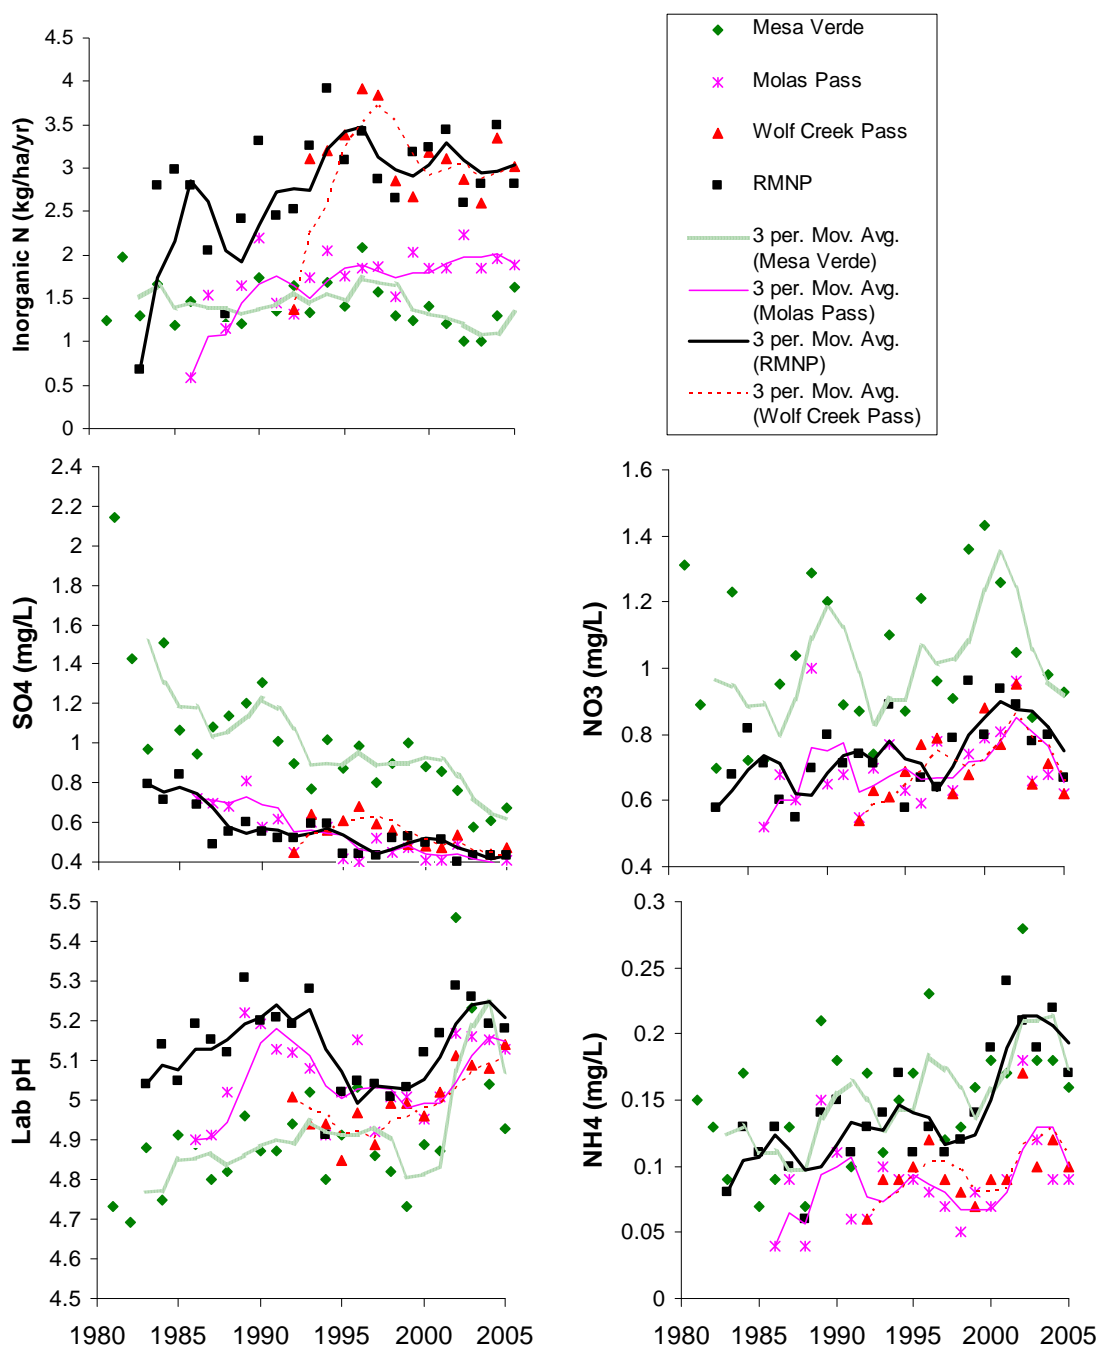 Inorganic N (kg/ha/yr)
4.5
4
3.5
3
2.5
2
1.5
1
0.5
0
Mesa Verde
Molas Pass
Wolf Creek Pass
RMNP
3 per. Mov. Avg.
(Mesa Verde)
3 per. Mov. Avg.
(Molas Pass)
3 per. Mov. Avg.
(RMNP)
3 per. Mov. Avg.
(Wolf Creek Pass)
SO4 (mg/L)
2.4
2.2
2
1.8
1.6
1.4
1.2
1
0.8
0.6
0.4
NO3 (mg/L)
1.6
1.4
1.2
1
0.8
0.6
0.4
Lab pH
5.5
5.4
5.3
5.2
5.1
5
4.9
4.8
4.7
4.6
4.5
1980 1985 1990 1995 2000 2005
NH4 (mg/L)
0.3
0.25
0.2
0.15
0.1
0.05
0
1980 1985 1990 1995 2000 2005